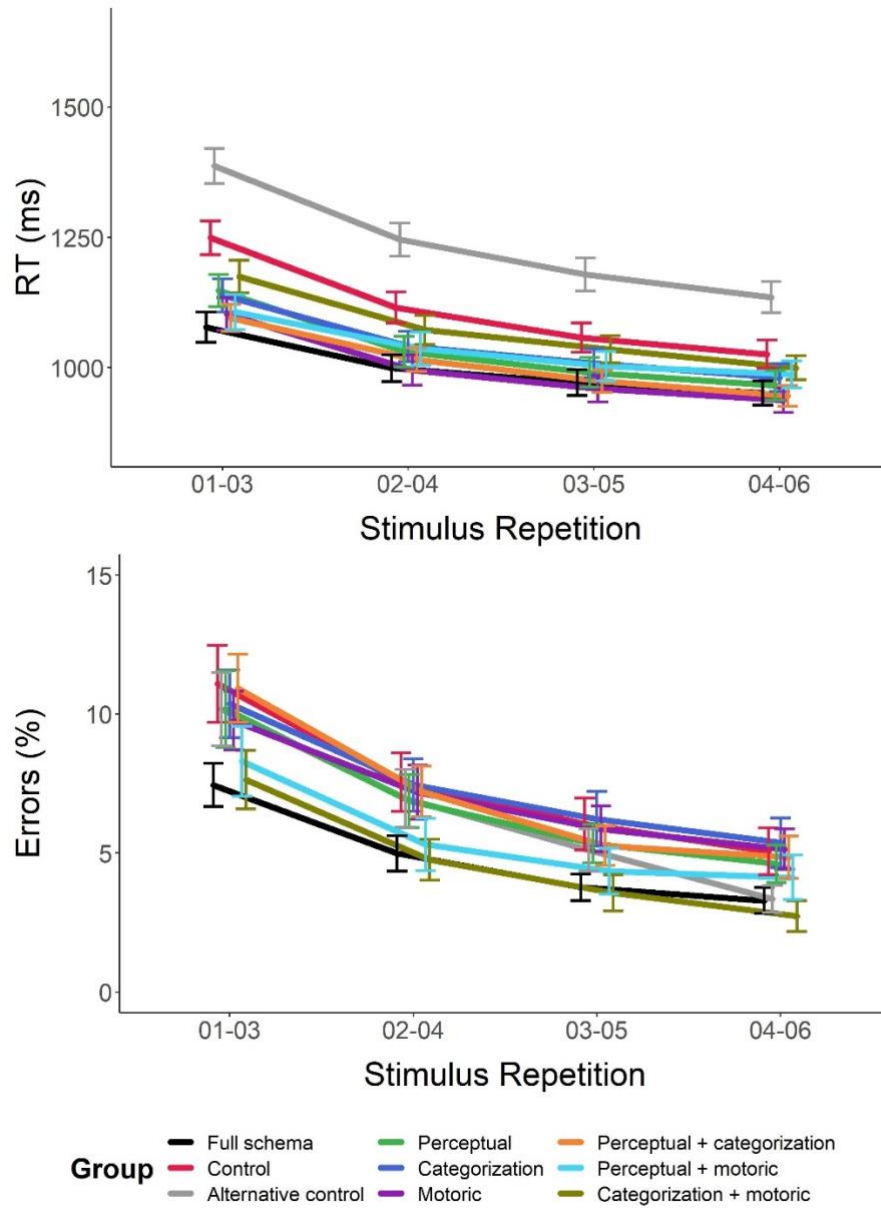 1500
1250
1000
RT (ms)
01-03 02-04 03-05 04-06
Stimulus Repetition
15
10
5
0
Errors (%)
01-03 02-04 03-05 04-06
Stimulus Repetition
Group
Full schema
Control
Alternative control
Perceptual
Categorization
Motoric
Perceptual + categorization
Perceptual + motoric
Categorization + motoric